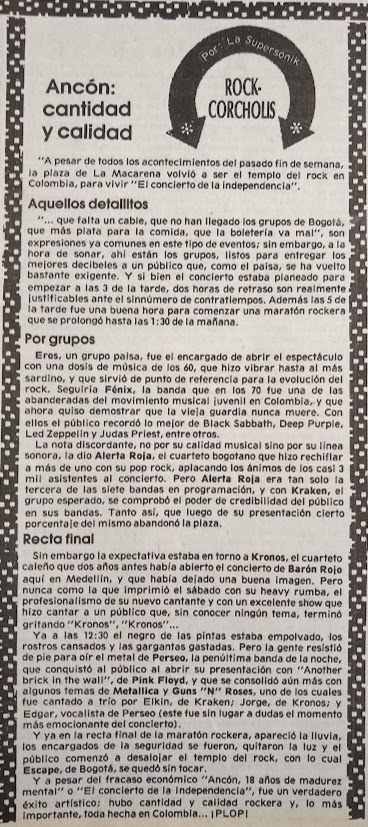 Por: La Supersónik
ROCK-
CORCHOLIS
Ancón:
cantidad
y calidad
"A pesar de todos los acontecimientos del pasado fin de semana,
la plaza de La Macarena volvió a ser el templo del rock en
Colombia, para vivir "El concierto de la independencia".
Aquellos detallitos
"... que falta un cable, que no han llegado los grupos de Bogotá,
que más plata para la comida, que la boletería va mal", son
expresiones ya comunes en este tipo de eventos; sin embargo, a la
hora de sonar, ahí están los grupos, listos para entregar los
mejores decibeles a un público que, como el paisa, se ha vuelto
bastante exigente. Y si bien el concierto estaba planeado para
empezar a las 3 de la tarde, dos horas de retraso son realmente
justificables ante el sinnúmero de contratiempos. Además las 5 de
la tarde fue una buena hora para comenzar una maratón rockera
que se prolongó hasta las 1:30 de la mañana.
Por grupos
Eros, un grupo paisa, fue el encargado de abrir el espectáculo
con una dosis de música de los 60, que hizo vibrar hasta al más
sardino, y que sirvió de punto de referencia para la evolución del
rock. Seguiría Fénix, la banda que en los 70 fue una de las
abanderadas del movimiento musical juvenil en Colombia, y que
ahora quiso demostrar que la vieja guardia nunca muere. Con
ellos el público recordó lo mejor de Black Sabbath, Deep Purple,
Led Zeppelin y Judas Priest, entre otros.
La nota discordante, no por su calidad musical sino por su línea
sonora, la dio Alerta Roja, el cuarteto bogotano que hizo rechiflar
a más de uno con su pop rock, aplacando los ánimos de los casi 3
mil asistentes al concierto. Pero Alerta Roja era tan solo la
tercera de las siete bandas en programación, y con Kraken, el
grupo esperado, se comprobó el poder de credibilidad del público
en sus bandas. Tanto así, que luego de su presentación cierto
porcentaje del mismo abandonó la plaza.
Recta final
Sin embargo la expectativa estaba en torno a Kronos, el cuarteto
caleño que dos años antes había abierto el concierto de Barón Rojo
aquí en Medellín, y que había dejado una buena imagen. Pero
nunca como la que imprimió el sábado con su heavy rumba, el
profesionalismo de su nuevo cantante y con un excelente show que
hizo cantar a un público que, sin conocer ningún tema, terminó
gritando "Kronos", "Kronos"...
Ya a las 12:30 el negro de las pintas estaba empolvado, los
rostros cansados y las gargantas gastadas. Pero la gente resistió
de pie para oír el metal de Perseo, la penúltima banda de la noche,
que conquistó al público al abrir su presentación con "Another
brick in the wall", de Pink Floyd, y que se consolidó aún más con
algunos temas de Metallica y Guns "N" Roses, uno de los cuales
fue cantado a trío por Elkin, de Kraken; Jorge, de Kronos; y
Edgar, vocalista de Perseo (este fue sin lugar a dudas el momento
más emocionante del concierto).
Y ya en la recta final de la maratón rockera, apareció la lluvia,
los encargados de la seguridad se fueron, quitaron la luz y el
público comenzó a desalojar el templo del rock, con lo cual
Escape, de Bogotá, se quedó sin tocar.
Y a pesar del fracaso económico "Ancón, 18 años de madurez
mental" o "El concierto de la Independencia", fue un verdadero
éxito artístico; hubo cantidad y calidad rockera y, lo más
importante, toda hecha en Colombia... ¡PLOP!